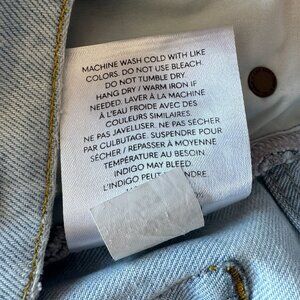 MACHINE WASH COLD WITH LIKE
COLORS. DO NOT USE BLEACH.
DO NOT TUMBLE DRY.
HANG DRY / WARM IRON IF
NEEDED. LAVER À LA MACHINE
À L'EAU FROIDE AVEC DES
COULEURS SIMILAIRES.
NE PAS JAVELLISER. NE PAS SÉCHER
PAR CULBUTAGE. SUSPENDRE POUR
SÉCHER / REPASSER À MOYENNE
TEMPÉRATURE AU BESOIN.
INDIGO MAY BLEED.
L'INDIGO PEUT